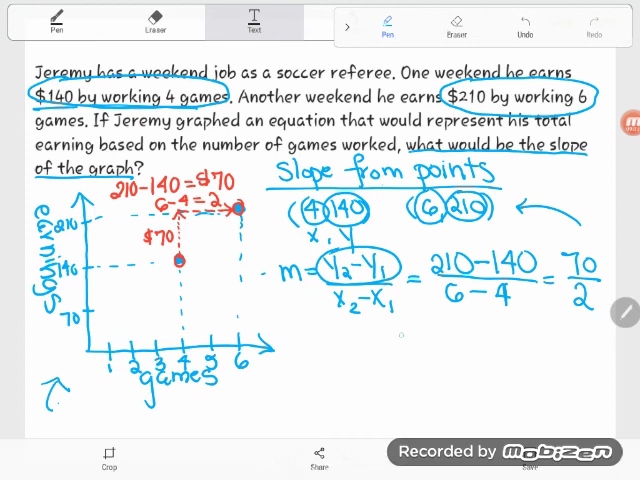 Pen
Eraser
Text
Pen
Eraser
Undo
Redo
Jeremy has a weekend job as a soccer referee. One weekend he earns
$140 by working 4 games. Another weekend he earns $210 by working 6
games. If Jeremy graphed an equation that would represent his total
earning based on the number of games worked, what would be the slope
of the graph?
Slope from points
210-140=$70
6-4=2
(4,140)
(6,210)
x, y
earnings
210
$70
140
70
m = y₂-y₁ / x₂-x₁ = 210-140 / 6-4 = 70 / 2
1 2 3 4 5 6
games
Crop
Share
Save
Recorded by mobizen